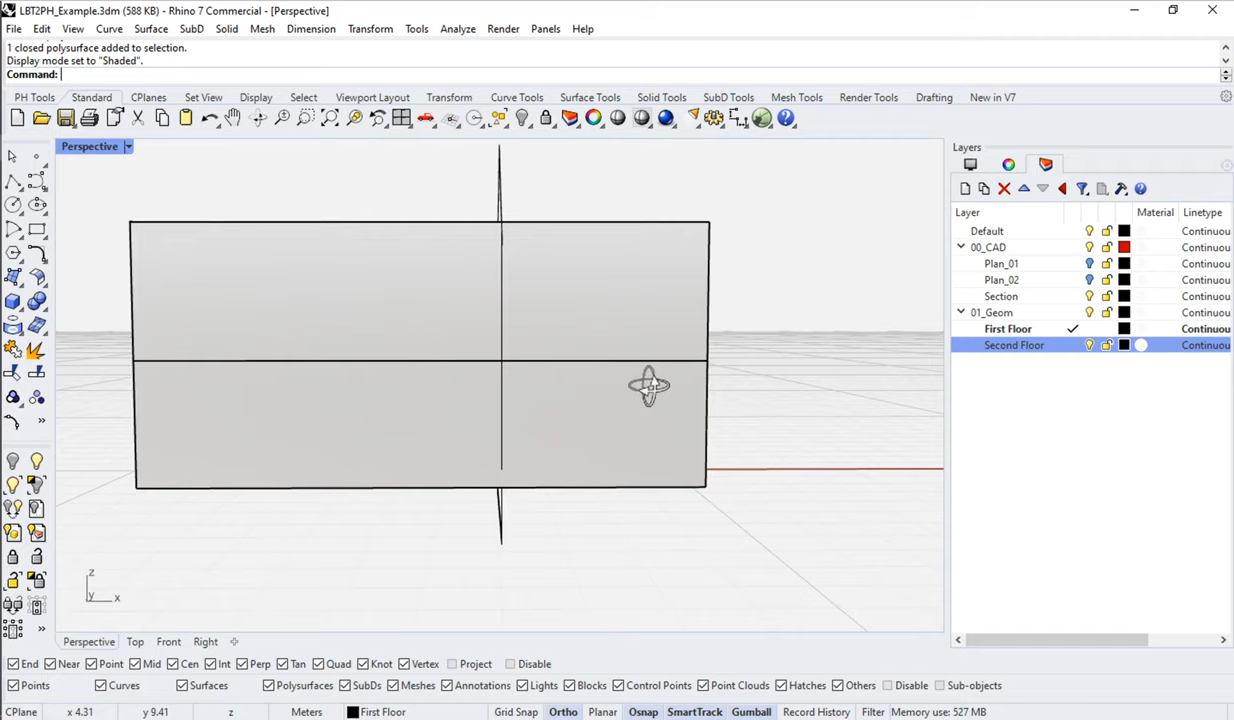 LBT2PH_Example.3dm (588 KB) - Rhino 7 Commercial - [Perspective]
File Edit View Curve Surface SubD Solid Mesh Dimension Transform Tools Analyze Render Panels Help
1 closed polysurface added to selection.
Display mode set to "Shaded".
Command:
PH Tools Standard CPlanes Set View Display Select Viewport Layout Transform Curve Tools Surface Tools Solid Tools SubD Tools Mesh Tools Render Tools Drafting New in V7
Perspective
Layers
Layer Material Linetype
Default Continuou
00_CAD Continuou
Plan_01 Continuou
Plan_02 Continuou
Section Continuou
01_Geom Continuou
First Floor Continuou
Second Floor Continuou
z
y x
Perspective Top Front Right
End Near Point Mid Cen Int Perp Tan Quad Knot Vertex Project Disable
Points Curves Surfaces Polysurfaces SubDs Meshes Annotations Lights Blocks Control Points Point Clouds Hatches Others Disable Sub-objects
CPlane x 4.31 y 9.41 z Meters First Floor Grid Snap Ortho Planar Osnap SmartTrack Gumball Record History Filter Memory use: 527 MB